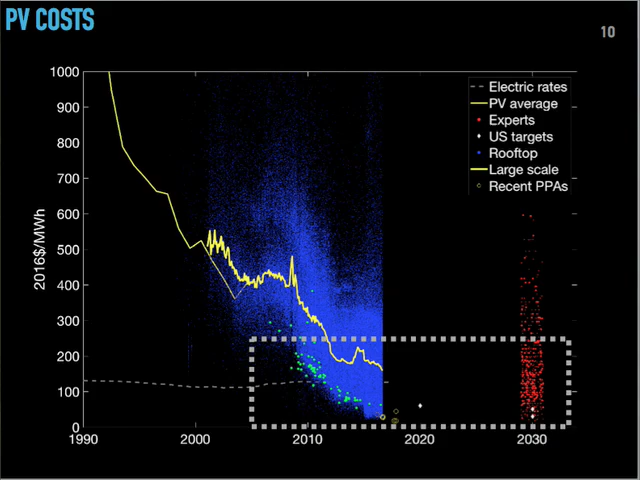 PV COSTS
10
1000
900
800
700
600
500
400
300
200
100
0
2016$/MWh
1990
2000
2010
2020
2030
Electric rates
PV average
Experts
US targets
Rooftop
Large scale
Recent PPAs